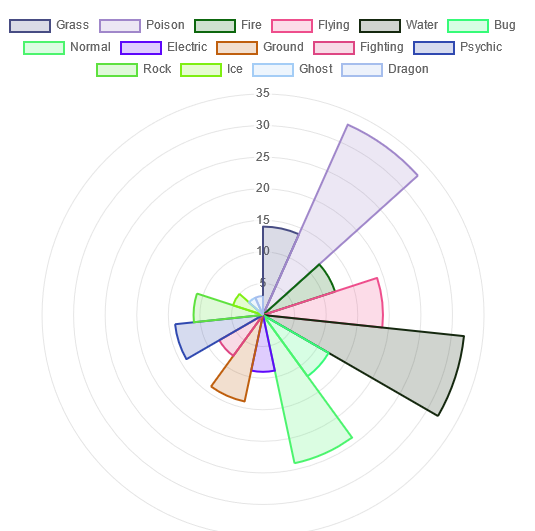 Grass Poison Fire Flying Water Bug
Normal Electric Ground Fighting Psychic
Rock Ice Ghost Dragon
35
30
25
20
15
10
5